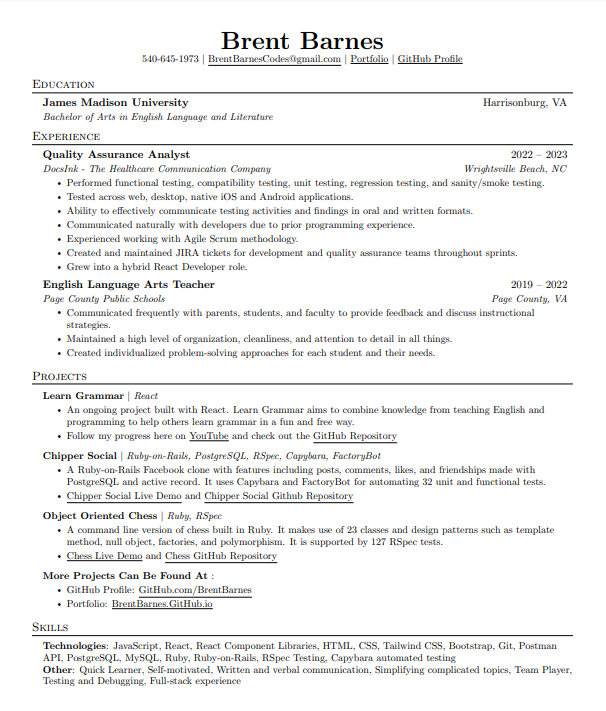 Brent Barnes
540-645-1973 | BrentBarnesCodes@gmail.com | Portfolio | GitHub Profile
Education
James Madison University Harrisonburg, VA
Bachelor of Arts in English Language and Literature
Experience
Quality Assurance Analyst 2022 – 2023
DocsInk - The Healthcare Communication Company Wrightsville Beach, NC
• Performed functional testing, compatibility testing, unit testing, regression testing, and sanity/smoke testing.
• Tested across web, desktop, native iOS and Android applications.
• Ability to effectively communicate testing activities and findings in oral and written formats.
• Communicated naturally with developers due to prior programming experience.
• Experienced working with Agile Scrum methodology.
• Created and maintained JIRA tickets for development and quality assurance teams throughout sprints.
• Grew into a hybrid React Developer role.
English Language Arts Teacher 2019 – 2022
Page County Public Schools Page County, VA
• Communicated frequently with parents, students, and faculty to provide feedback and discuss instructional
strategies.
• Maintained a high level of organization, cleanliness, and attention to detail in all things.
• Created individualized problem-solving approaches for each student and their needs.
Projects
Learn Grammar | React
• An ongoing project built with React. Learn Grammar aims to combine knowledge from teaching English and
programming to help others learn grammar in a fun and free way.
• Follow my progress here on YouTube and check out the GitHub Repository
Chipper Social | Ruby-on-Rails, PostgreSQL, RSpec, Capybara, FactoryBot
• A Ruby-on-Rails Facebook clone with features including posts, comments, likes, and friendships made with
PostgreSQL and active record. It uses Capybara and FactoryBot for automating 32 unit and functional tests.
• Chipper Social Live Demo and Chipper Social Github Repository
Object Oriented Chess | Ruby, RSpec
• A command line version of chess built in Ruby. It makes use of 23 classes and design patterns such as template
method, null object, factories, and polymorphism. It is supported by 127 RSpec tests.
• Chess Live Demo and Chess GitHub Repository
More Projects Can Be Found At :
• GitHub Profile: GitHub.com/BrentBarnes
• Portfolio: BrentBarnes.GitHub.io
Skills
Technologies: JavaScript, React, React Component Libraries, HTML, CSS, Tailwind CSS, Bootstrap, Git, Postman
API, PostgreSQL, MySQL, Ruby, Ruby-on-Rails, RSpec Testing, Capybara automated testing
Other: Quick Learner, Self-motivated, Written and verbal communication, Simplifying complicated topics, Team Player,
Testing and Debugging, Full-stack experience